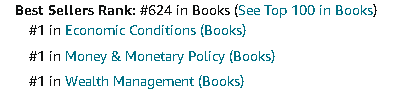 Best Sellers Rank: #624 in Books (See Top 100 in Books)
#1 in Economic Conditions (Books)
#1 in Money & Monetary Policy (Books)
#1 in Wealth Management (Books)